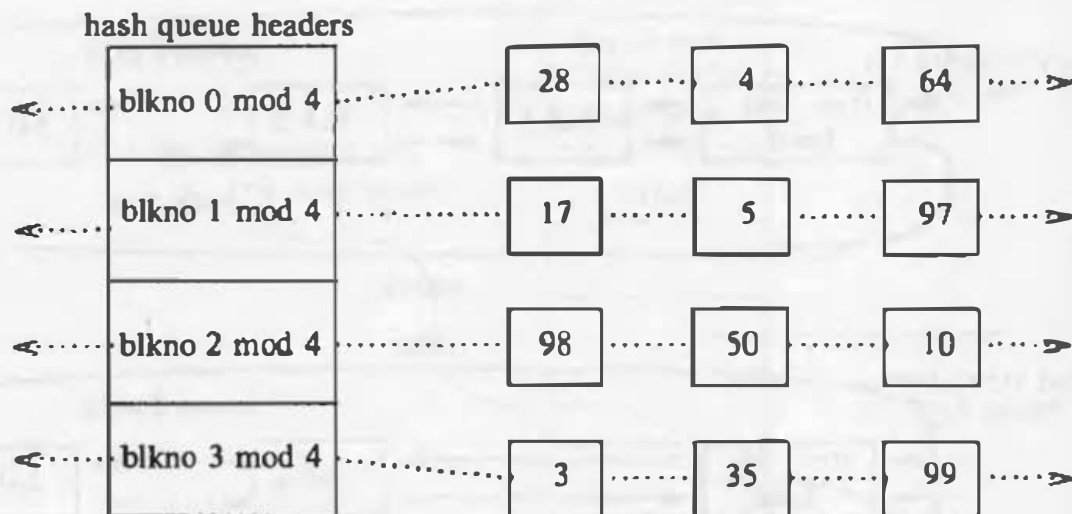 hash queue headers
blkno 0 mod 4 28 4 64
blkno 1 mod 4 17 5 97
blkno 2 mod 4 98 50 10
blkno 3 mod 4 3 35 99